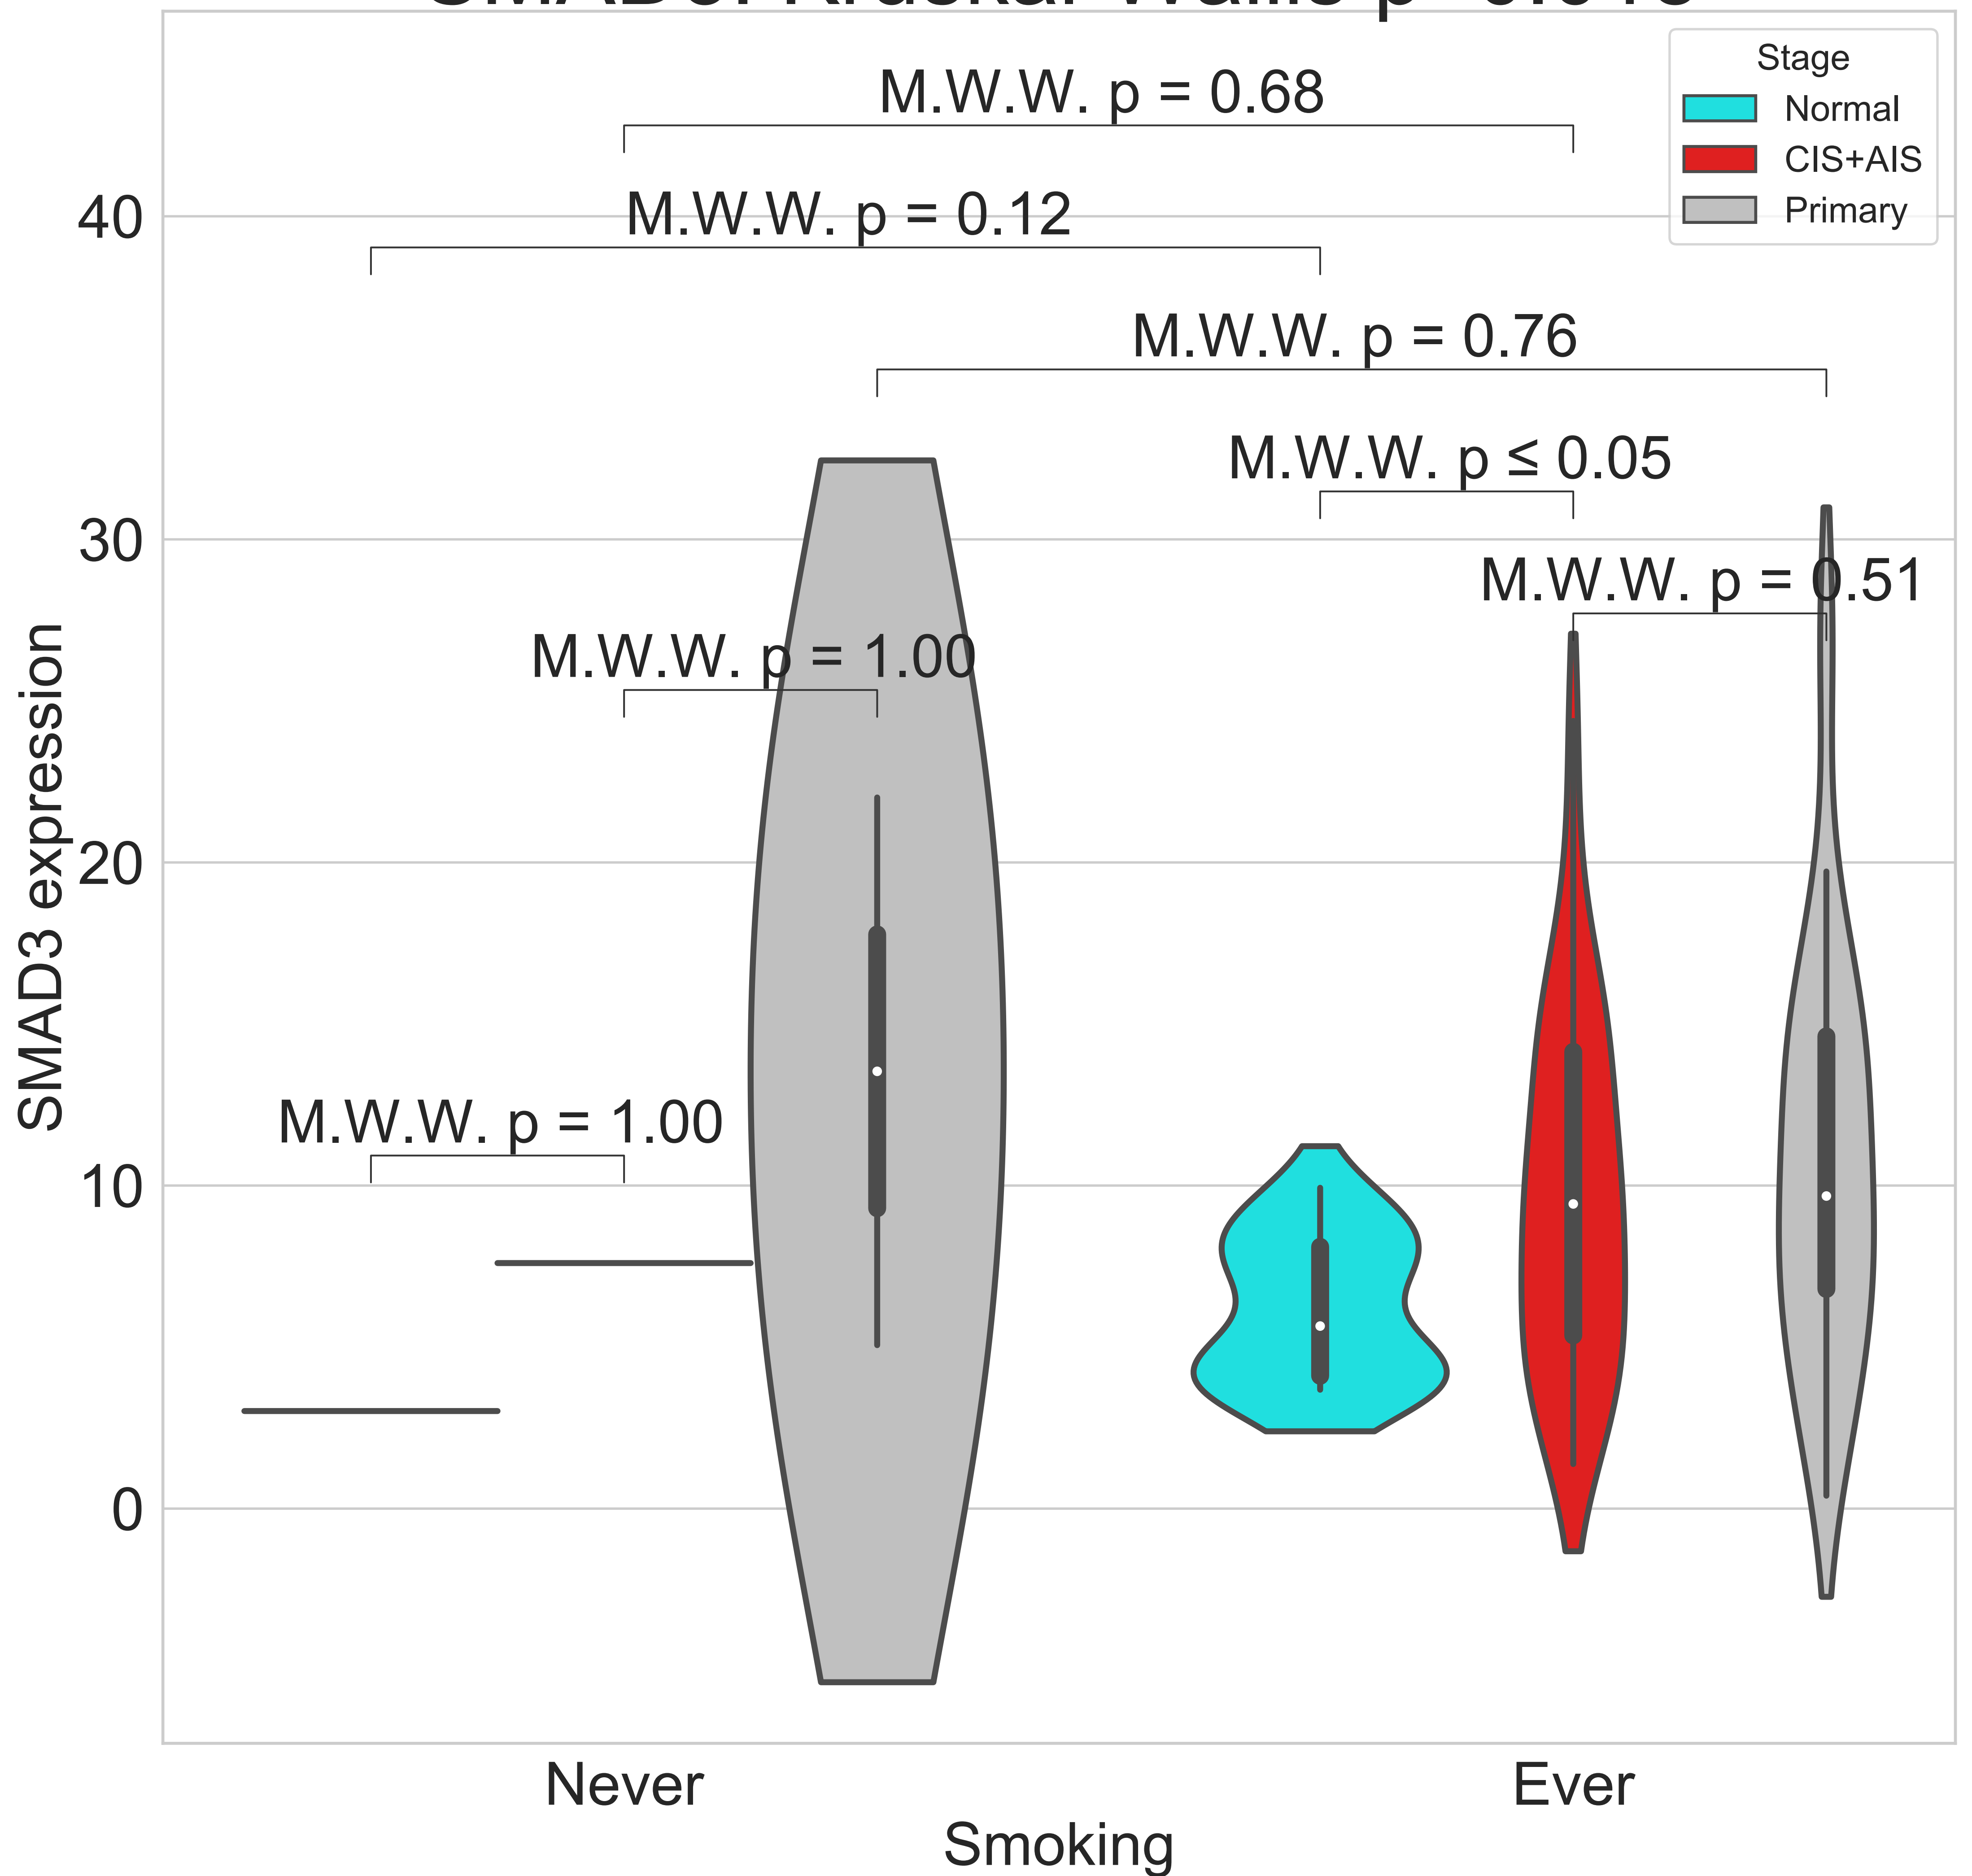 M.W.W. p = 0.68
M.W.W. p = 0.12
M.W.W. p = 0.76
M.W.W. p ≤ 0.05
M.W.W. p = 0.51
M.W.W. p = 1.00
M.W.W. p = 1.00
Stage
Normal
CIS+AIS
Primary
SMAD3 expression
40
30
20
10
0
Never
Ever
Smoking